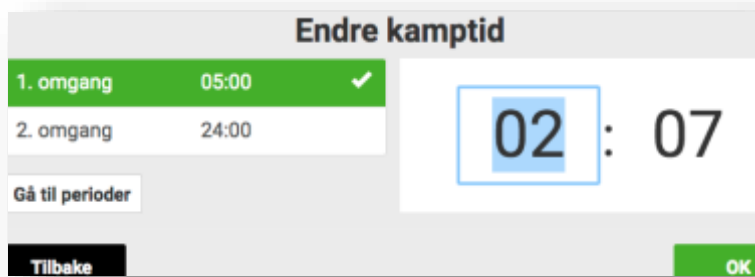 Endre kamptid
1. omgang 05:00
2. omgang 24:00
02 : 07
Gå til perioder
Tilbake
OK